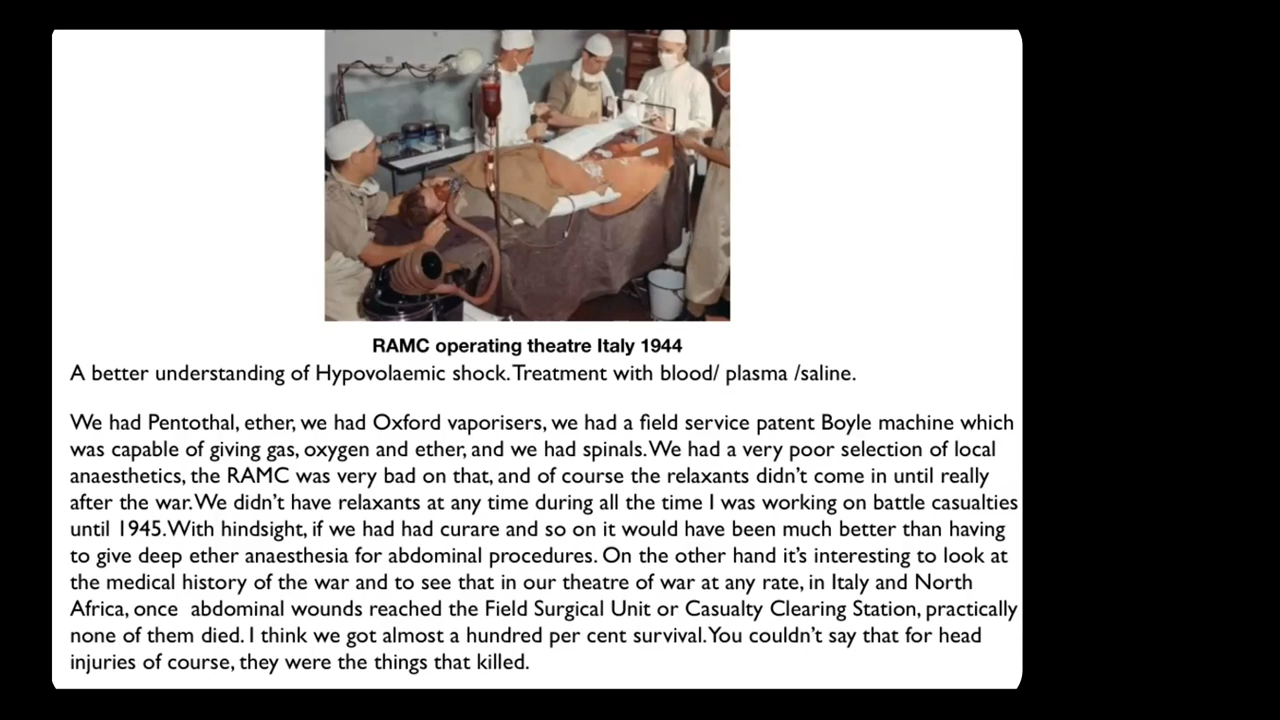 RAMC operating theatre Italy 1944
A better understanding of Hypovolaemic shock. Treatment with blood/ plasma /saline.
We had Pentothal, ether, we had Oxford vaporisers, we had a field service patent Boyle machine which
was capable of giving gas, oxygen and ether, and we had spinals. We had a very poor selection of local
anaesthetics, the RAMC was very bad on that, and of course the relaxants didn't come in until really
after the war. We didn't have relaxants at any time during all the time I was working on battle casualties
until 1945. With hindsight, if we had had curare and so on it would have been much better than having
to give deep ether anaesthesia for abdominal procedures. On the other hand it's interesting to look at
the medical history of the war and to see that in our theatre of war at any rate, in Italy and North
Africa, once abdominal wounds reached the Field Surgical Unit or Casualty Clearing Station, practically
none of them died. I think we got almost a hundred per cent survival. You couldn't say that for head
injuries of course, they were the things that killed.